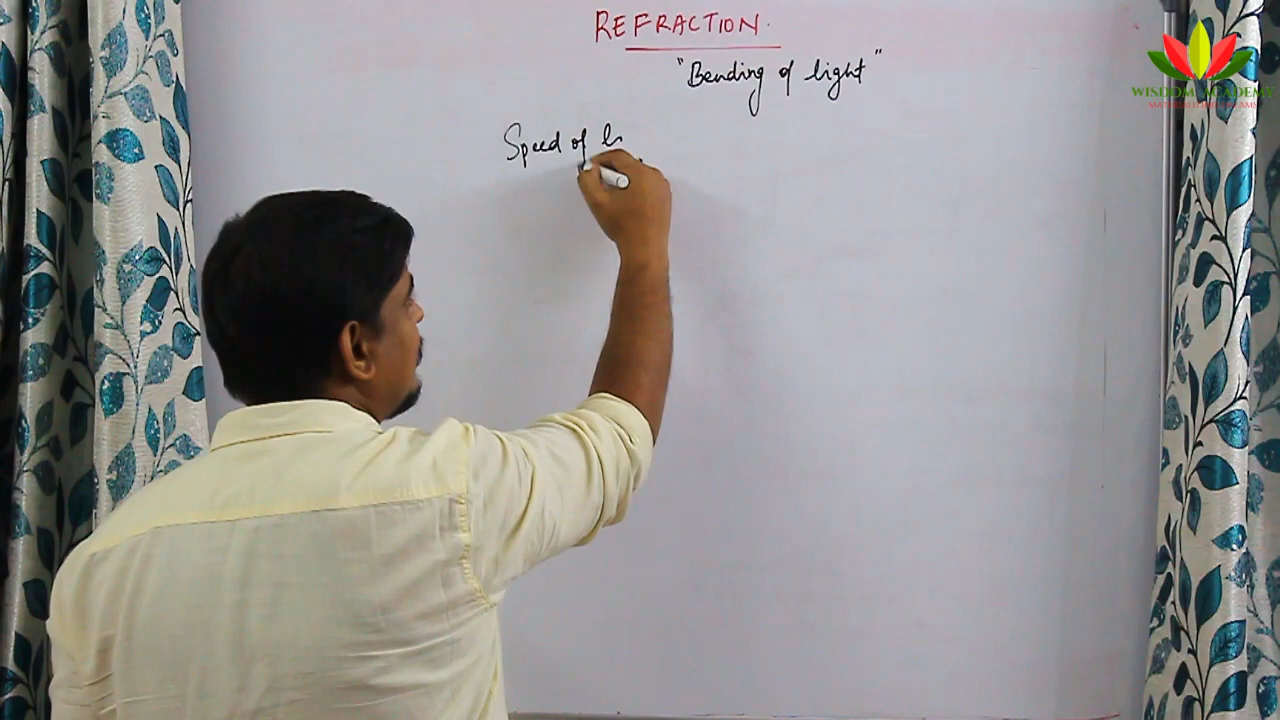 REFRACTION.
"Bending of light"
Speed of
WISDOM ACADEMY